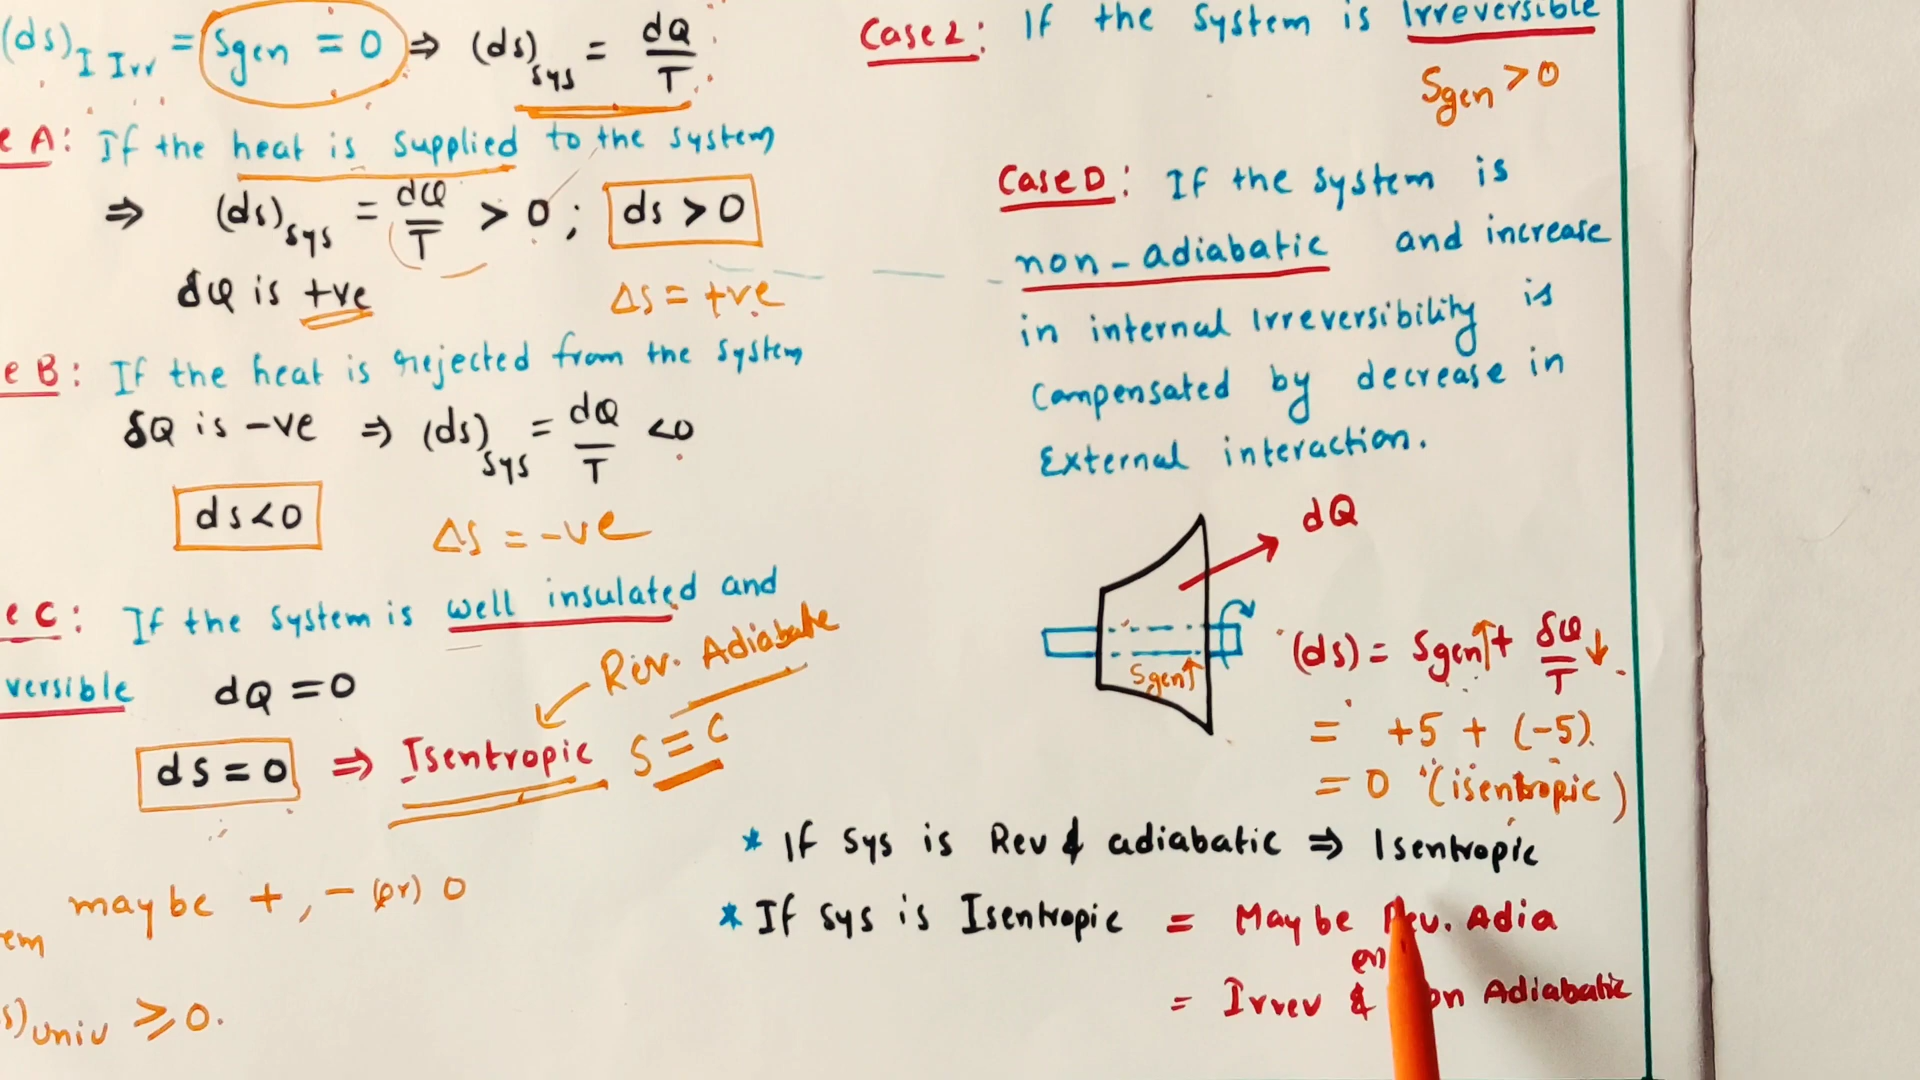 (ds)I Irr = Sgen = 0 ⇒ (ds)sys = dQ/T
e A: If the heat is supplied to the system
⇒ (ds)sys = dQ/T > 0 ; ds > 0
δQ is +ve
Δs = +ve
e B: If the heat is rejected from the system
δQ is -ve ⇒ (ds)sys = dQ/T <0
ds<0
Δs = -ve
e C: If the system is well insulated and
versible dQ = 0
Rev. Adiabate
ds = 0 ⇒ Isentropic S = C
maybe +, - (or) 0
em
s)univ ≥ 0.
Case 2: If the system is Irreversible
Sgen > 0
Case D: If the system is
non-adiabatic and increase
in internal Irreversibility is is
compensated by decrease in
External interaction.
dQ
Sgen↑
(ds) = Sgen↑ + δQ/T ↓
= +5 + (-5)
= 0 (isentropic)
* If sys is Rev & adiabatic ⇒ Isentropic
* If sys is Isentropic = May be Rev. Adia
(or)
= Irrev & Non Adiabatic